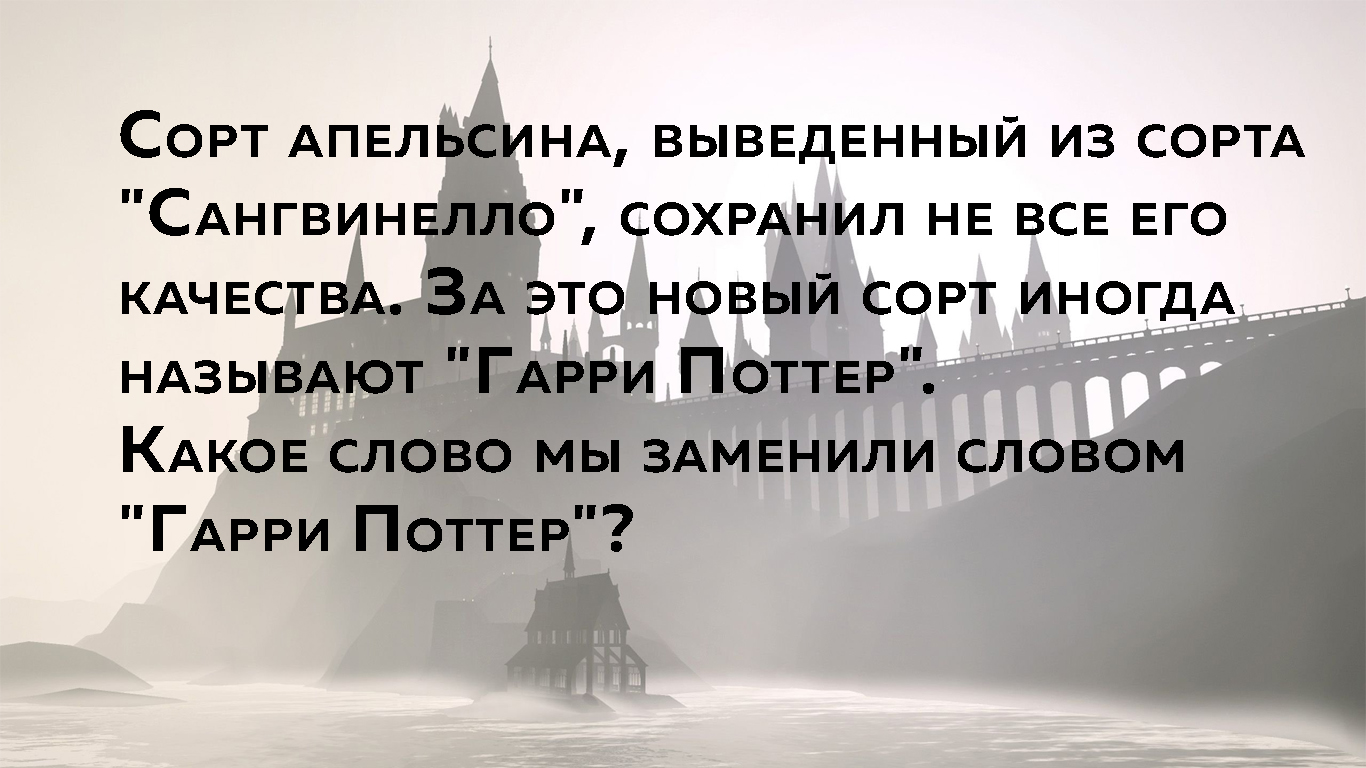 Сорт апельсина, выведенный из сорта
"Сангвинелло", сохранил не все его
качества. За это новый сорт иногда
называют "Гарри Поттер".
Какое слово мы заменили словом
"Гарри Поттер"?